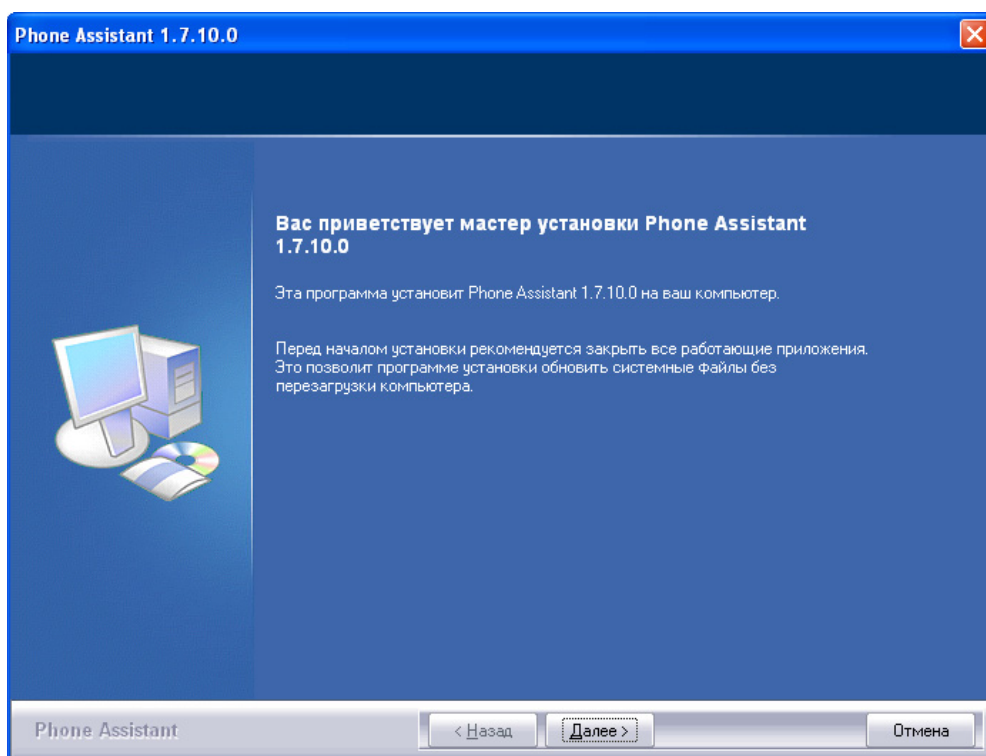 Phone Assistant 1.7.10.0
Вас приветствует мастер установки Phone Assistant
1.7.10.0
Эта программа установит Phone Assistant 1.7.10.0 на ваш компьютер.
Перед началом установки рекомендуется закрыть все работающие приложения.
Это позволит программе установки обновить системные файлы без
перезагрузки компьютера.
Phone Assistant
< Назад
Далее >
Отмена